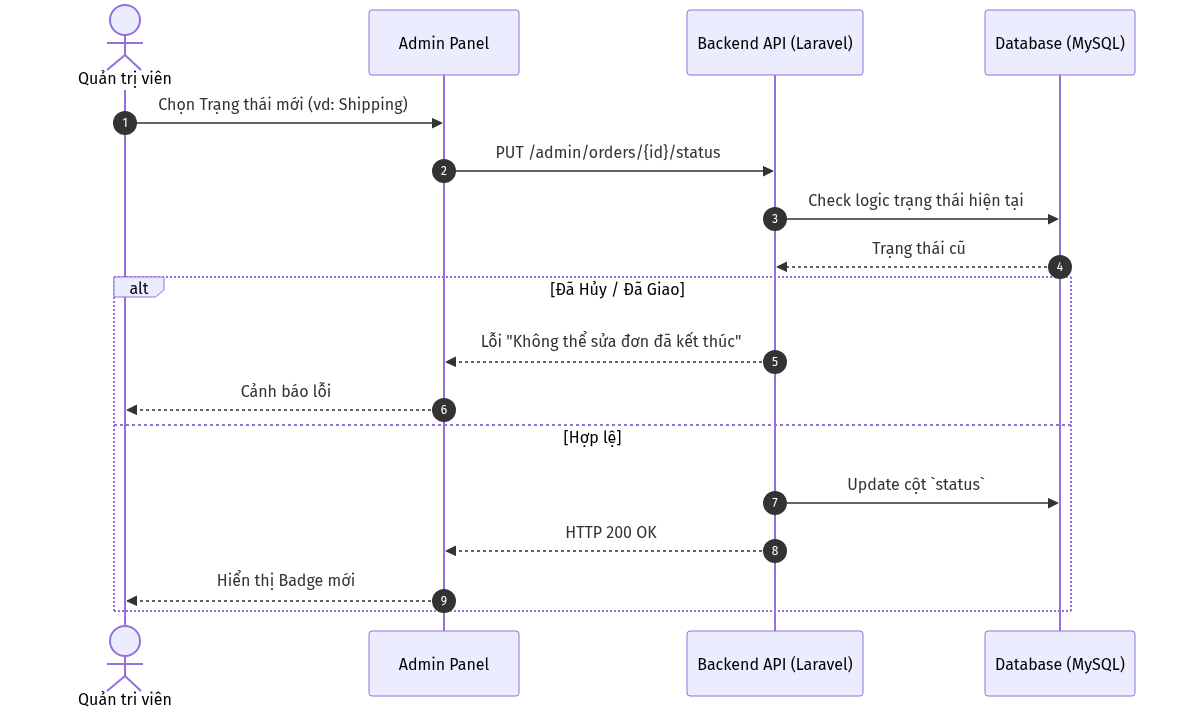 Admin Panel
Backend API (Laravel)
Database (MySQL)
Quản trị viên
Chọn Trạng thái mới (vd: Shipping)
1
PUT /admin/orders/{id}/status
2
Check logic trạng thái hiện tại
3
Trạng thái cũ
4
alt
[Đã Hủy / Đã Giao]
Lỗi "Không thể sửa đơn đã kết thúc"
5
Cảnh báo lỗi
6
[Hợp lệ]
Update cột `status`
7
HTTP 200 OK
8
Hiển thị Badge mới
9
Admin Panel
Backend API (Laravel)
Database (MySQL)
Quản trị viên